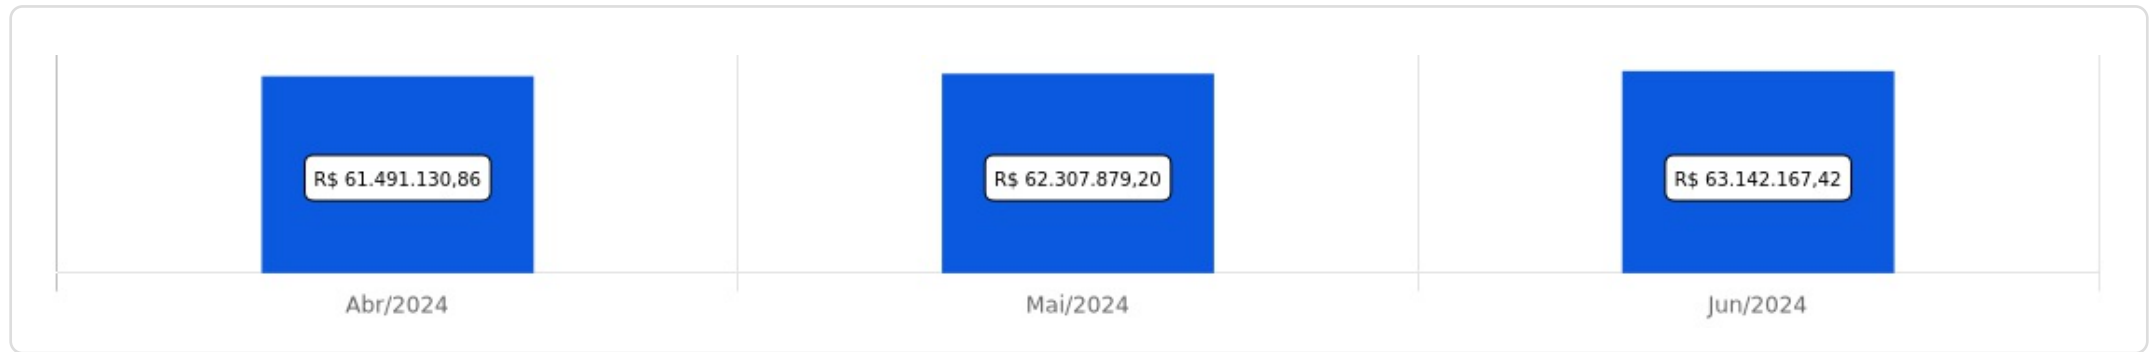 R$ 61.491.130,86
R$ 62.307.879,20
R$ 63.142.167,42
Abr/2024
Mai/2024
Jun/2024